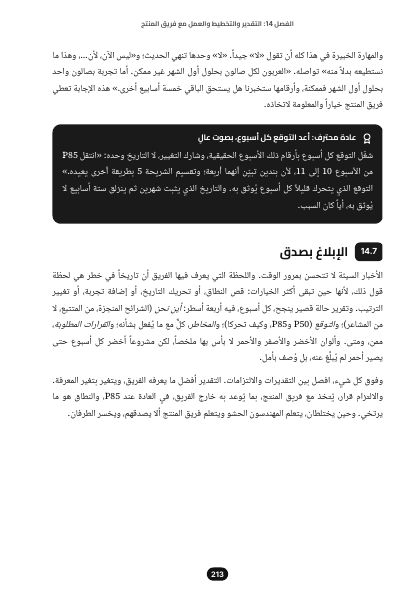 الفصل 14: التقدير والتخطيط والعمل مع فريق المنتج
والمهارة الخبيرة في هذا كله أن تقول «لا» جيداً. «لا» وحدها تنهي الحديث؛ و«ليس الآن، لأن...، وهذا ما
نستطيعه بدلاً منه» تواصله. «العربون لكل صالون بحلول أول الشهر غير ممكن. أما تجربة بصالون واحد
بحلول أول الشهر فممكنة، وأرقامها ستخبرنا هل يستحق الباقي خمسة أسابيع أخرى.» هذه الإجابة تعطي
فريق المنتج خياراً والمعلومة لاتخاذه.
عادة محترف: أعد التوقع كل أسبوع، بصوت عالٍ
شغّل التوقع كل أسبوع بأرقام ذلك الأسبوع الحقيقية، وشارك التغيير، لا التاريخ وحده: «انتقل P85
من الأسبوع 10 إلى 11، لأن بندين تبيّن أنهما أربعة؛ وتقسيم الشريحة 5 بطريقة أخرى يعيده.»
التوقع الذي يتحرك قليلاً كل أسبوع يُوثق به. والتاريخ الذي يثبت شهرين ثم ينزلق ستة أسابيع لا
يُوثق به، أياً كان السبب.
14.7 الإبلاغ بصدق
الأخبار السيئة لا تتحسن بمرور الوقت. واللحظة التي يعرف فيها الفريق أن تاريخاً في خطر هي لحظة
قول ذلك، لأنها حين تبقى أكثر الخيارات: قص النطاق، أو تحريك التاريخ، أو إضافة تجربة، أو تغيير
الترتيب. وتقرير حالة قصير ينجح، كل أسبوع، فيه أربعة أسطر: أين نحن (الشرائح المنجزة، من المتتبع، لا
من المشاعر)؛ والتوقع (P50 وP85، وكيف تحركا)؛ والمخاطر، كلٌّ مع ما يُفعل بشأنه؛ والقرارات المطلوبة،
ممن، ومتى. وألوان الأخضر والأصفر والأحمر لا بأس بها ملخصاً، لكن مشروعاً أخضر كل أسبوع حتى
يصير أحمر لم يُبلَّغ عنه، بل وُصف بأمل.
وفوق كل شيء، افصل بين التقديرات والالتزامات. التقدير أفضل ما يعرفه الفريق، ويتغير بتغير المعرفة.
والالتزام قرار، يُتخذ مع فريق المنتج، بما يُوعد به خارج الفريق، في العادة عند P85، والنطاق هو ما
يرتخي. وحين يختلطان، يتعلم المهندسون الحشو ويتعلم فريق المنتج ألا يصدقهم، ويخسر الطرفان.
213